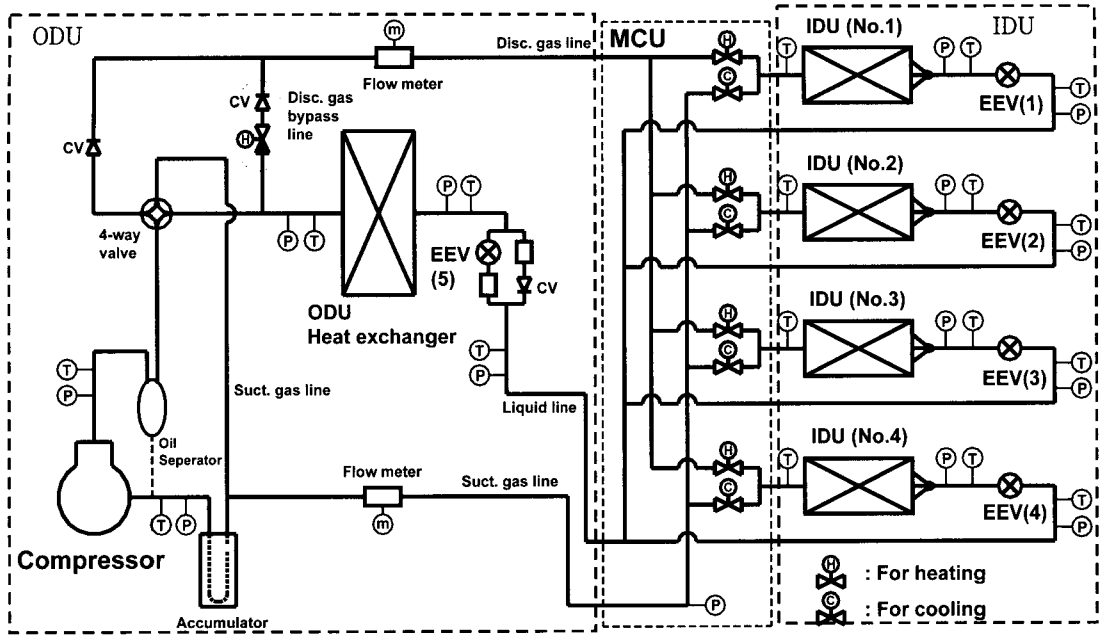 ODU
m
Flow meter
Disc. gas line
MCU
IDU (No.1)
IDU
H
C
T
P
T
EEV(1)
T
P
CV
CV
H
Disc. gas
bypass
line
4-way
valve
P
T
P
T
EEV
(5)
CV
ODU
Heat exchanger
T
P
Liquid line
IDU (No.2)
H
C
T
P
T
EEV(2)
T
P
IDU (No.3)
H
C
T
P
T
EEV(3)
T
P
IDU (No.4)
H
C
T
P
T
EEV(4)
T
P
T
P
Suct. gas line
Oil
Seperator
Flow meter
m
Suct. gas line
T
P
Compressor
Accumulator
P
H
: For heating
C
: For cooling